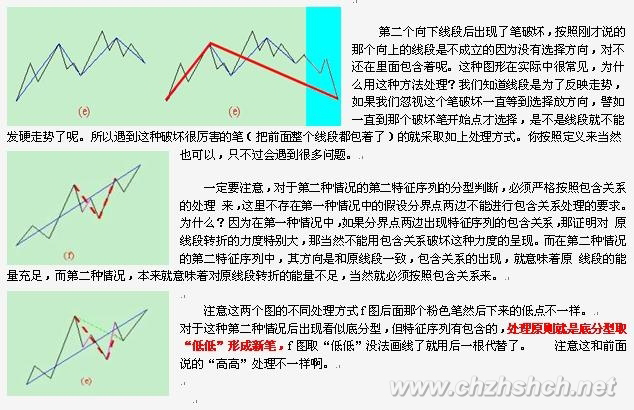 (e)
(e)
第二个向下线段后出现了笔破坏，按照刚才说的
那个向上的线段是不成立的因为没有选择方向，对不
还在里面包含着呢。这种图形在实际中很常见，为什
么用这种方法处理？我们知道线段是为了反映走势，
如果我们忽视这个笔破坏一直等到选择放方向，譬如
一直到那个破坏笔开始点才选择，是不是线段就不能
发硬走势了呢。所以遇到这种破坏很厉害的笔（把前面整个线段都包着了）的就采取如上处理方式。你按照定义来当然
也可以，只不过会遇到很多问题。
(f)
一定要注意，对于第二种情况的第二特征序列的分型判断，必须严格按照包含关系
的处理 来，这里不存在第一种情况中的假设分界点两边不能进行包含关系处理的要求。
为什么？因为在第一种情况中，如果分界点两边出现特征序列的包含关系，那证明对 原
线段转折的力度特别大，那当然不能用包含关系破坏这种力度的呈现。而在第二种情况
的第二特征序列中，其方向是和原线段一致，包含关系的出现，就意味着原 线段的能
量充足，而第二种情况，本来就意味着对原线段转折的能量不足，当然就必须按照包含关系来。
(e)
注意这两个图的不同处理方式 f 图后面那个粉色笔然后下来的低点不一样。
对于这种第二种情况后出现看似底分型，但特征序列有包含的，处理原则就是底分型取
“低低”形成新笔，f 图取“低低”没法画线了就用后一根代替了。 注意这和前面
说的“高高”处理不一样啊。
www.chzhshch.net